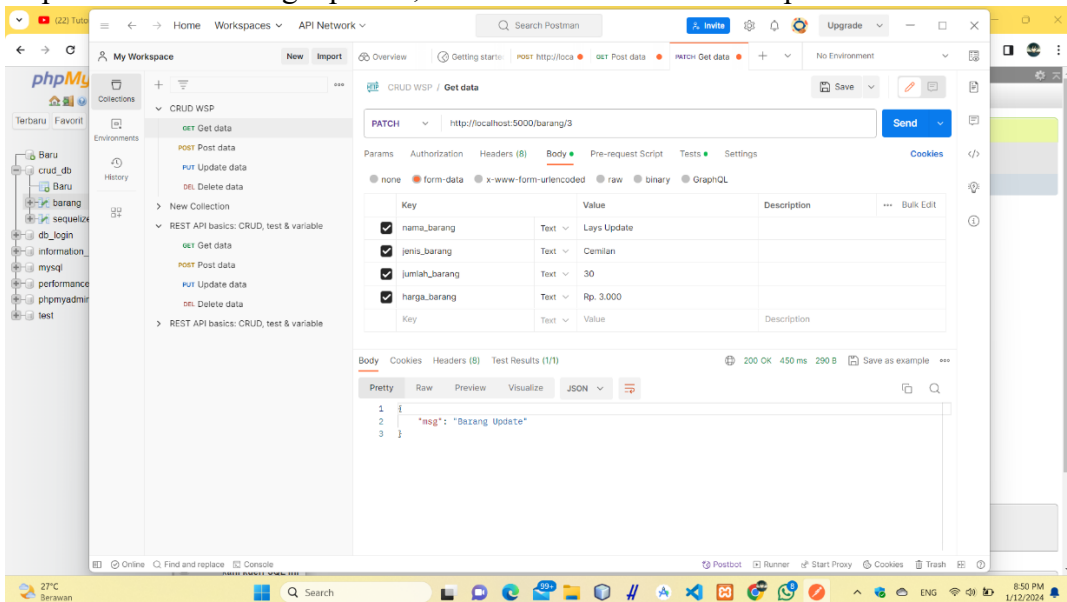 (22) Tuto
Home Workspaces API Network Search Postman Invite Upgrade
My Workspace New Import Overview Getting starte POST http://loca GET Post data PATCH Get data No Environment
phpMy
Terbaru Favorit
Baru
crud_db
Baru
barang
sequelize
db_login
information_
mysql
performance
phpmyadmin
test
Collections
Environments
History
CRUD WSP
GET Get data
POST Post data
PUT Update data
DEL Delete data
New Collection
REST API basics: CRUD, test & variable
GET Get data
POST Post data
PUT Update data
DEL Delete data
REST API basics: CRUD, test & variable
CRUD WSP / Get data Save
PATCH http://localhost:5000/barang/3 Send
Params Authorization Headers (8) Body Pre-request Script Tests Settings Cookies
none form-data x-www-form-urlencoded raw binary GraphQL
Key Value Description Bulk Edit
nama_barang Text Lays Update
jenis_barang Text Cemilan
jumlah_barang Text 30
harga_barang Text Rp. 3.000
Key Text Value Description
Body Cookies Headers (8) Test Results (1/1) 200 OK 450 ms 290 B Save as example
Pretty Raw Preview Visualize JSON
1 {
2 "msg": "Barang Update"
3 }
Online Find and replace Console Postbot Runner Start Proxy Cookies Trash
27°C
Berawan
Search
99+
ENG
8:50 PM
1/12/2024